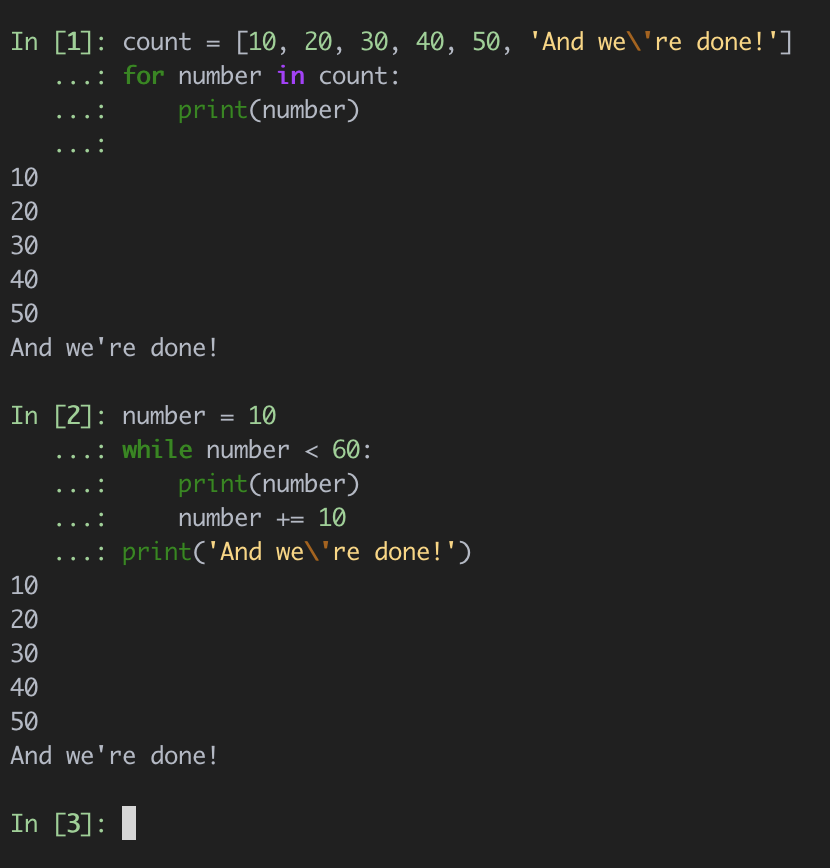 In [1]: count = [10, 20, 30, 40, 50, 'And we\'re done!']
   ...: for number in count:
   ...:     print(number)
   ...:
10
20
30
40
50
And we're done!

In [2]: number = 10
   ...: while number < 60:
   ...:     print(number)
   ...:     number += 10
   ...: print('And we\'re done!')
10
20
30
40
50
And we're done!

In [3]: